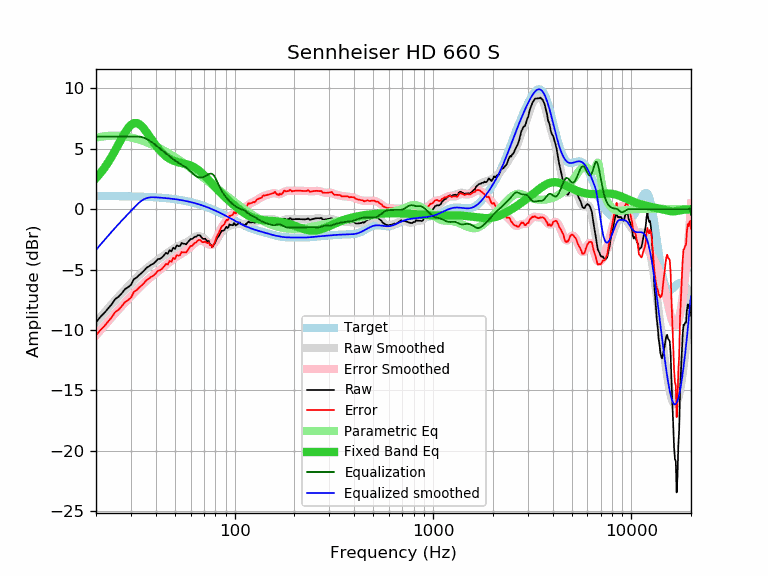 Sennheiser HD 660 S
10
5
0
−5
−10
−15
−20
−25
Amplitude (dBr)
Target
Raw Smoothed
Error Smoothed
Raw
Error
Parametric Eq
Fixed Band Eq
Equalization
Equalized smoothed
100
1000
10000
Frequency (Hz)